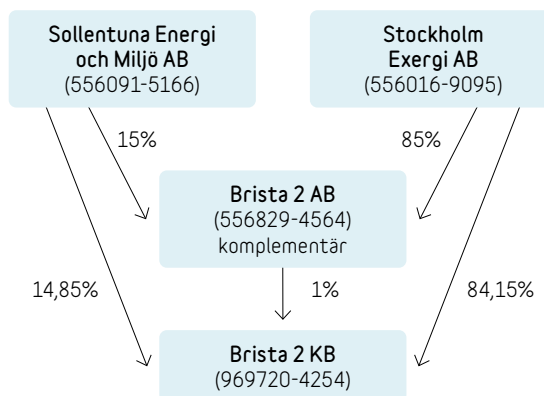 Sollentuna Energi
och Miljö AB
(556091-5166)
Stockholm
Exergi AB
(556016-9095)
15%
85%
Brista 2 AB
(556829-4564)
komplementär
14,85%
1%
84,15%
Brista 2 KB
(969720-4254)